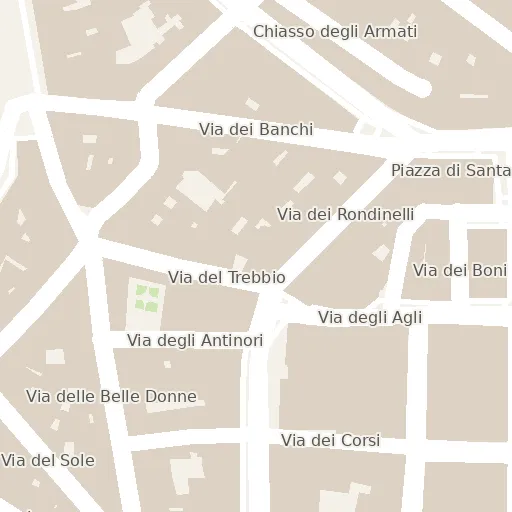 Chiasso degli Armati
Via dei Banchi
Piazza di Santa
Via dei Rondinelli
Via dei Boni
Via del Trebbio
Via degli Agli
Via degli Antinori
Via delle Belle Donne
Via dei Corsi
Via del Sole